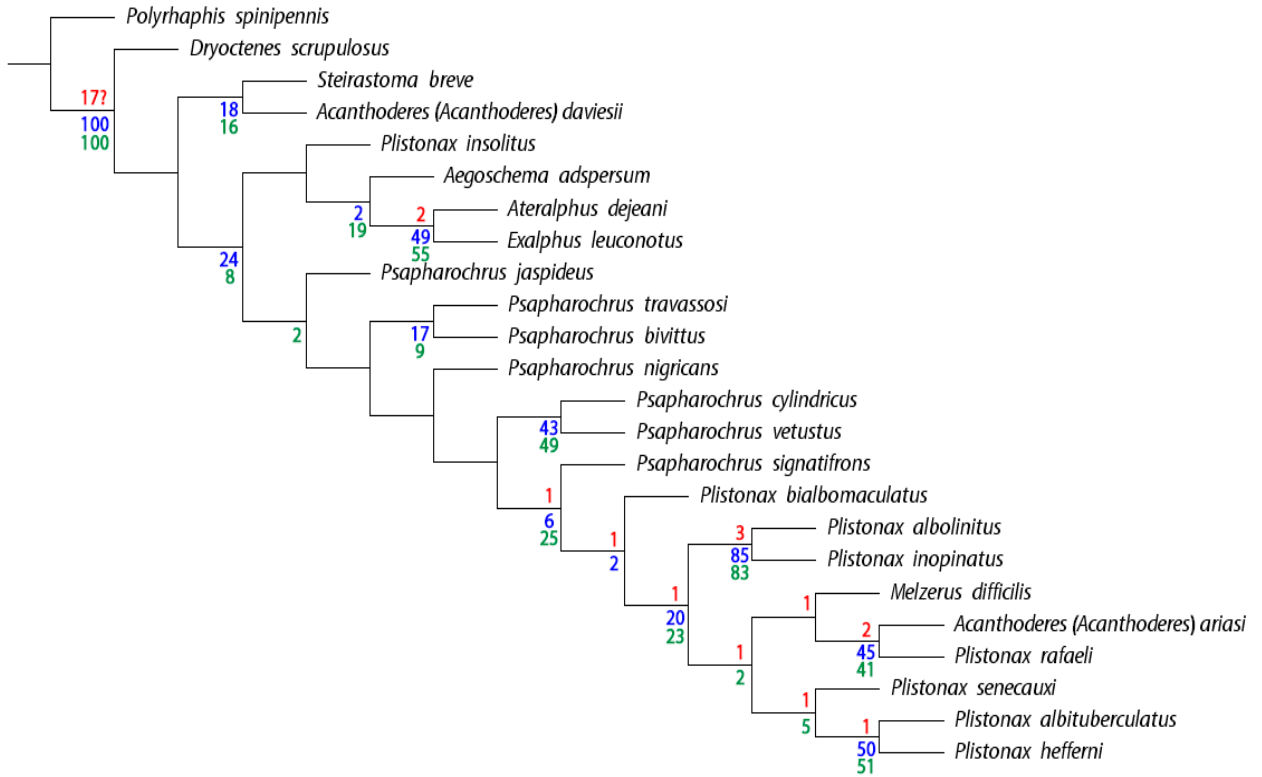 Polyrhaphis spinipennis
Dryoctenes scrupulosus
17?
100
100
Steirastoma breve
18
16
Acanthoderes (Acanthoderes) daviesii
Plistonax insolitus
Aegoschema adspersum
2
19
Ateralphus dejeani
2
49
55
Exalphus leuconotus
24
8
Psapharochrus jaspideus
2
Psapharochrus travassosi
17
9
Psapharochrus bivittus
Psapharochrus nigricans
Psapharochrus cylindricus
43
49
Psapharochrus vetustus
Psapharochrus signatifrons
1
6
25
Plistonax bialbomaculatus
1
2
Plistonax albolinitus
3
85
83
Plistonax inopinatus
1
20
23
Melzerus difficilis
1
Acanthoderes (Acanthoderes) ariasi
2
45
41
Plistonax rafaeli
1
2
Plistonax senecauxi
1
5
Plistonax albituberculatus
1
50
51
Plistonax hefferni